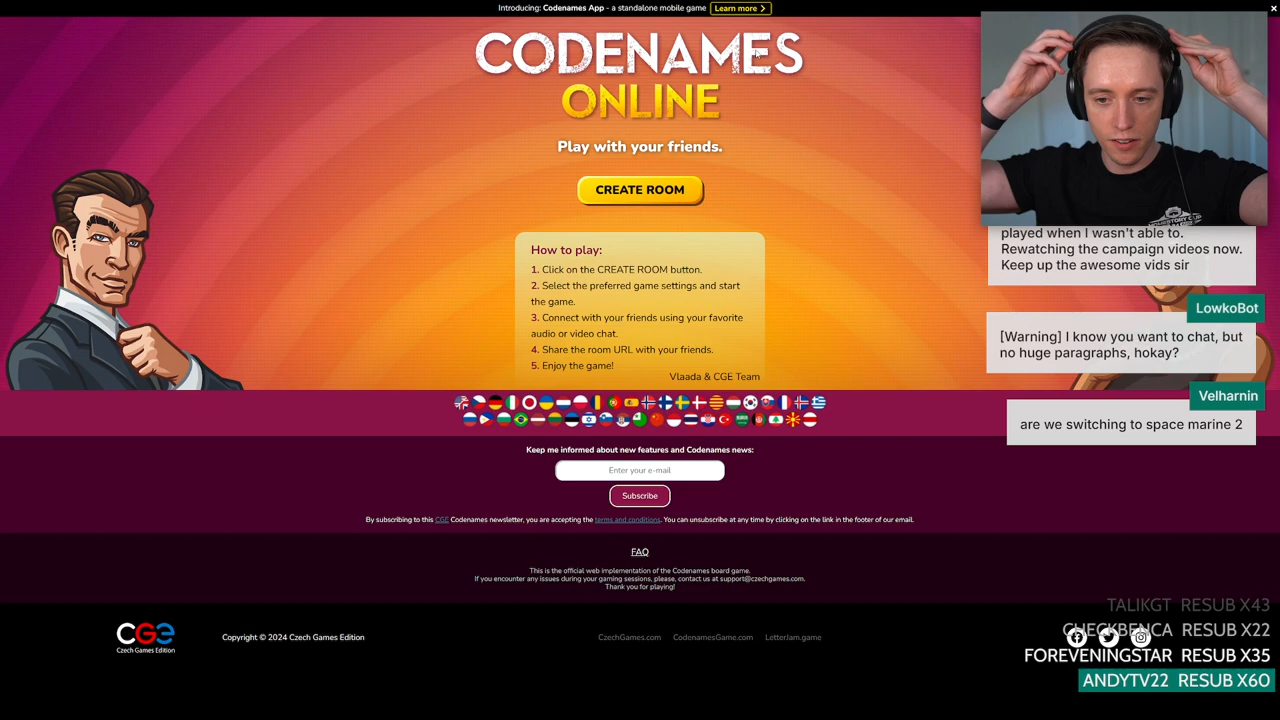 Introducing: Codenames App - a standalone mobile game
Learn more
CODENAMES
ONLINE
Play with your friends.
CREATE ROOM
How to play:
1. Click on the CREATE ROOM button.
2. Select the preferred game settings and start
the game.
3. Connect with your friends using your favorite
audio or video chat.
4. Share the room URL with your friends.
5. Enjoy the game!
Vlaada & CGE Team
played when I wasn't able to.
Rewatching the campaign videos now.
Keep up the awesome vids sir
LowkoBot
[Warning] I know you want to chat, but
no huge paragraphs, hokay?
Velharnin
are we switching to space marine 2
Keep me informed about new features and Codenames news:
Enter your e-mail
Subscribe
By subscribing to this CGE Codenames newsletter, you are accepting the terms and conditions. You can unsubscribe at any time by clicking on the link in the footer of our email.
FAQ
This is the official web implementation of the Codenames board game.
If you encounter any issues during your gaming sessions, please, contact us at support@czechgames.com.
Thank you for playing!
CGE
Czech Games Edition
Copyright © 2024 Czech Games Edition
CzechGames.com
CodenamesGame.com
LetterJam.game
TALIKGT RESUB X43
CHECKBENCA RESUB X22
FOREVENINGSTAR RESUB X35
ANDYTV22 RESUB X60